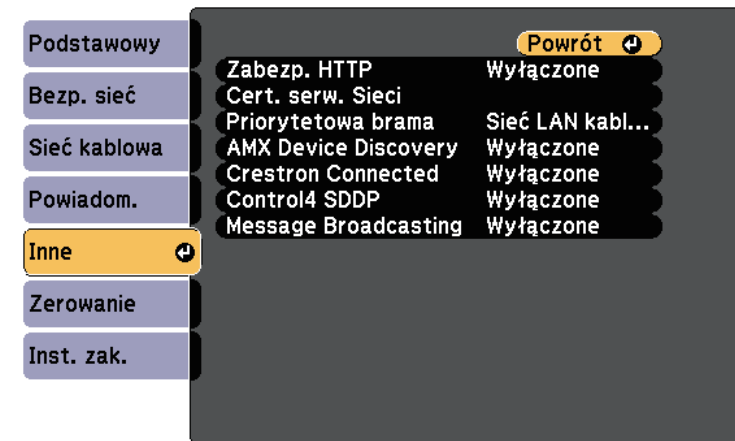 Podstawowy
Bezp. sieć
Sieć kablowa
Powiadom.
Inne
Zerowanie
Inst. zak.
Powrót
Zabezp. HTTP Wyłączone
Cert. serw. Sieci
Priorytetowa brama Sieć LAN kabl...
AMX Device Discovery Wyłączone
Crestron Connected Wyłączone
Control4 SDDP Wyłączone
Message Broadcasting Wyłączone